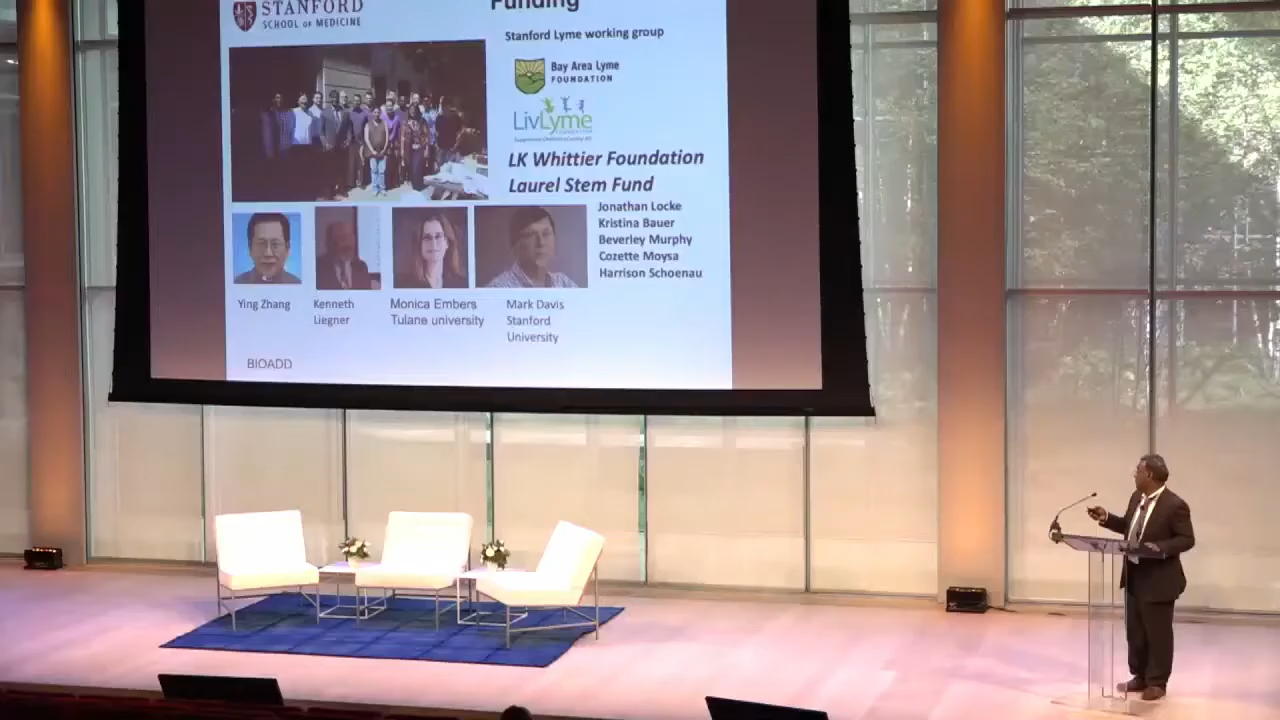 STANFORD
SCHOOL OF MEDICINE
Funding
Stanford Lyme working group
Bay Area Lyme
FOUNDATION
LivLyme
LK Whittier Foundation
Laurel Stem Fund
Jonathan Locke
Kristina Bauer
Beverley Murphy
Cozette Moysa
Harrison Schoenau
Ying Zhang
Kenneth
Liegner
Monica Embers
Tulane university
Mark Davis
Stanford
University
BIOADD